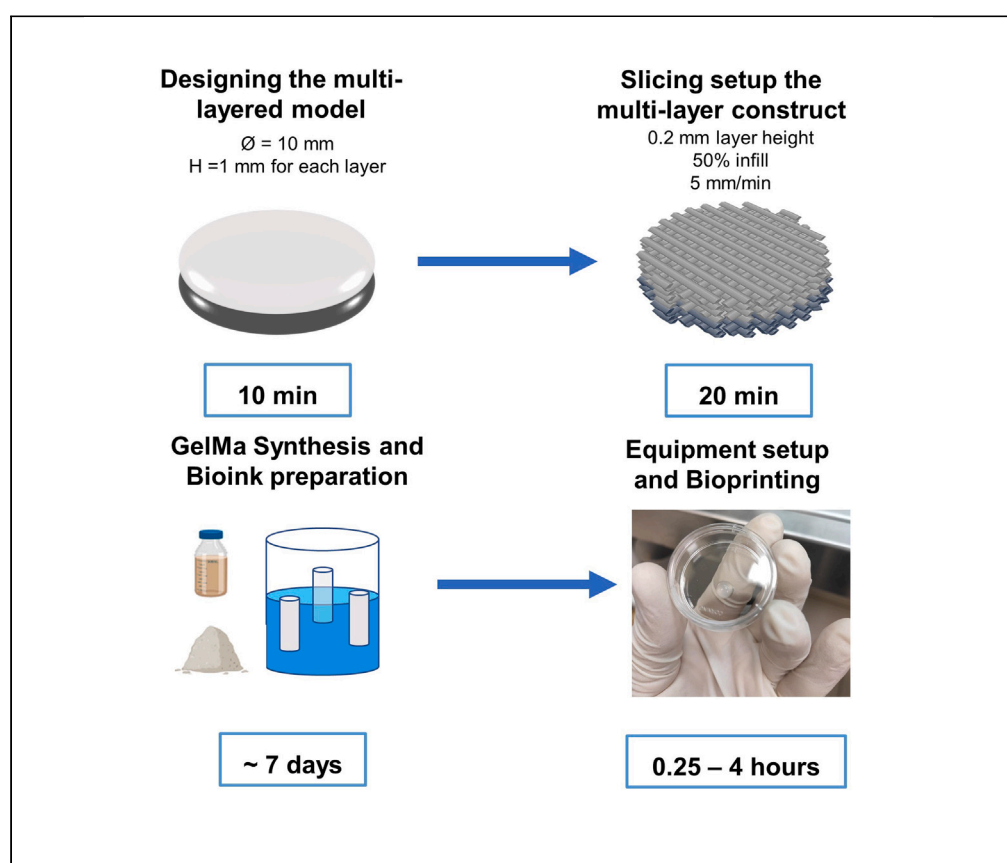 Designing the multi-
layered model
Ø = 10 mm
H =1 mm for each layer
10 min
Slicing setup the
multi-layer construct
0.2 mm layer height
50% infill
5 mm/min
20 min
GelMa Synthesis and
Bioink preparation
~ 7 days
Equipment setup
and Bioprinting
0.25 – 4 hours